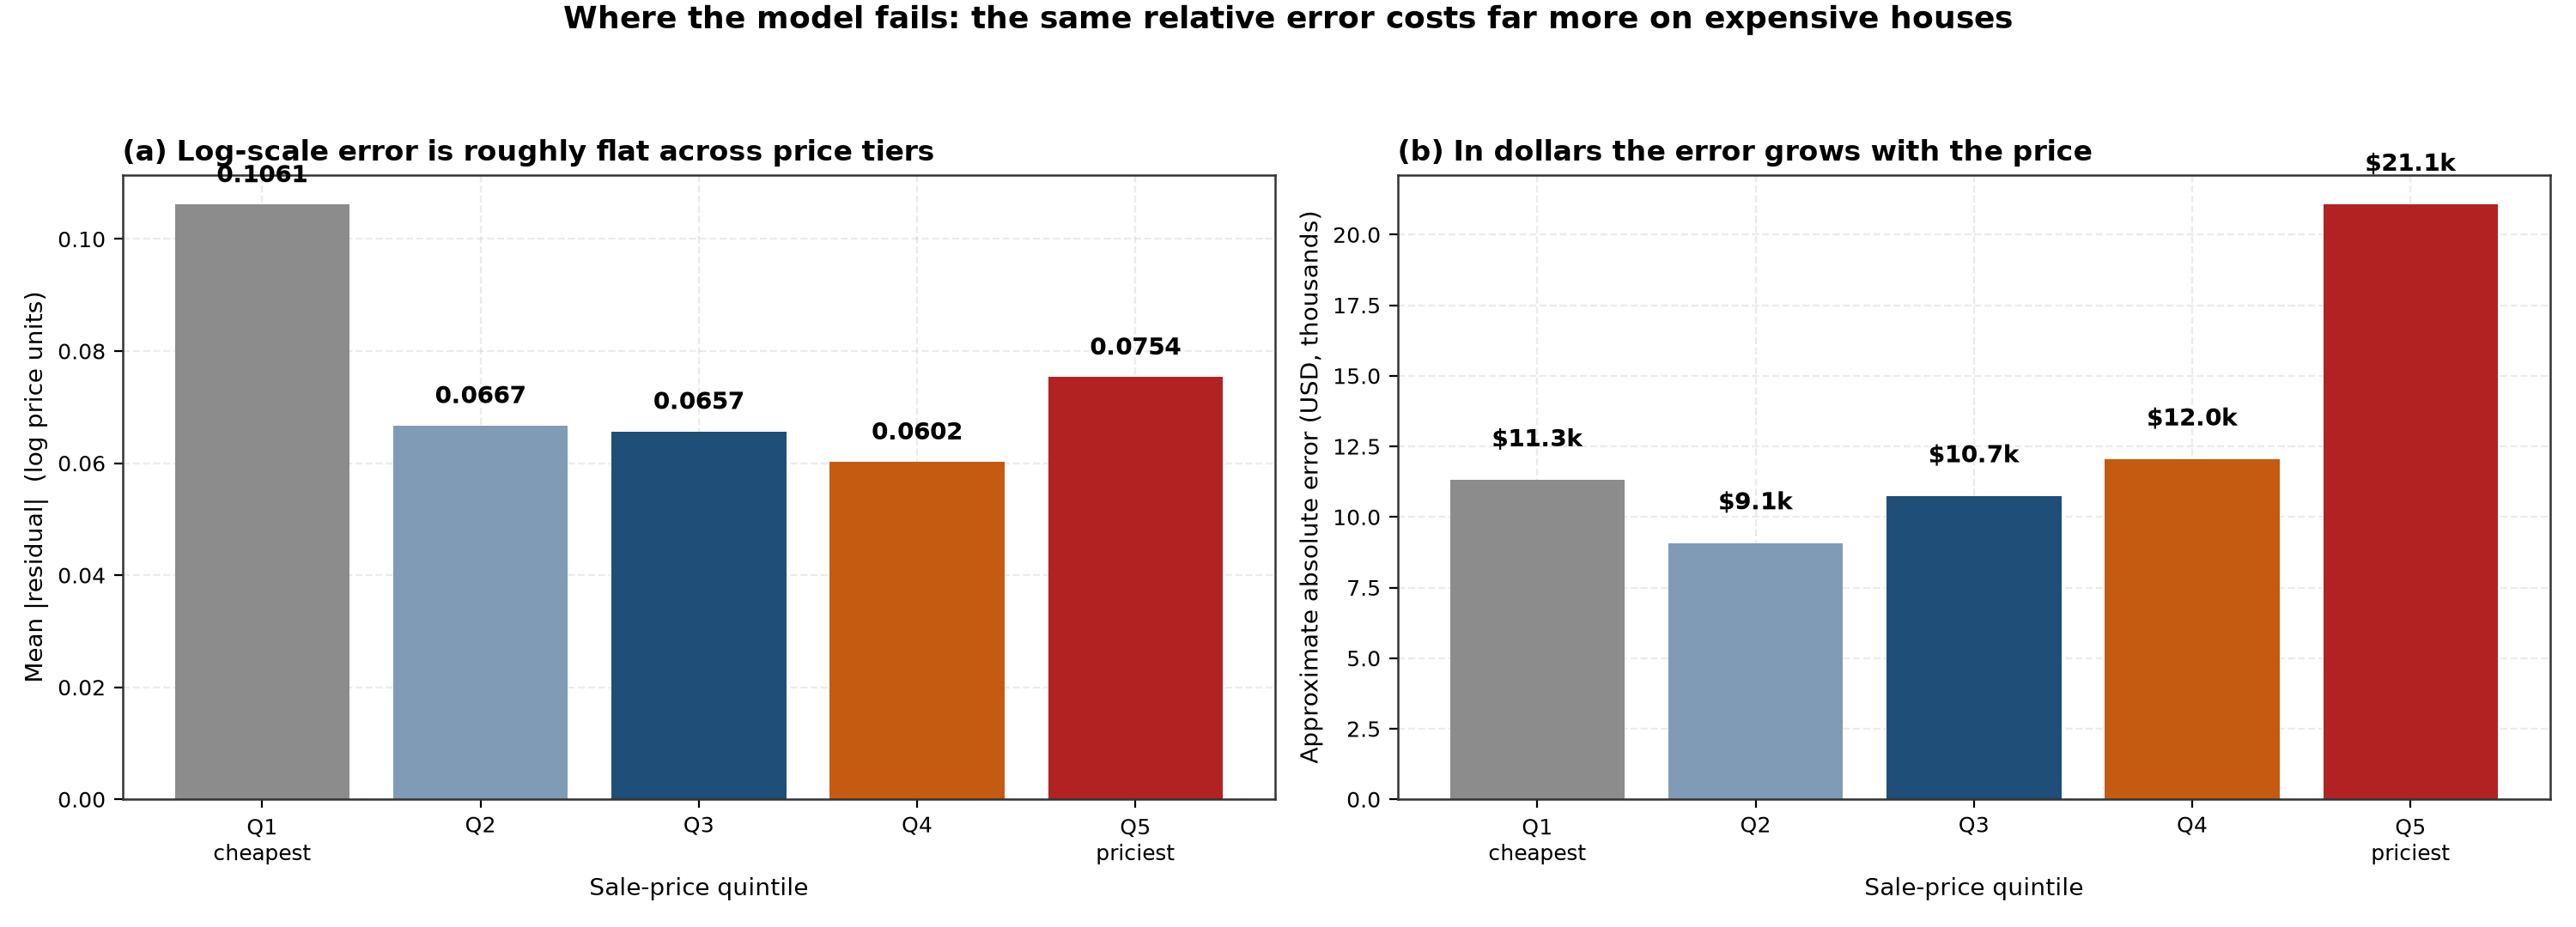 Where the model fails: the same relative error costs far more on expensive houses
(a) Log-scale error is roughly flat across price tiers
0.1061
0.0667
0.0657
0.0602
0.0754
Mean |residual|  (log price units)
0.10
0.08
0.06
0.04
0.02
0.00
Q1
cheapest
Q2
Q3
Q4
Q5
priciest
Sale-price quintile
(b) In dollars the error grows with the price
$11.3k
$9.1k
$10.7k
$12.0k
$21.1k
Approximate absolute error (USD, thousands)
20.0
17.5
15.0
12.5
10.0
7.5
5.0
2.5
0.0
Q1
cheapest
Q2
Q3
Q4
Q5
priciest
Sale-price quintile